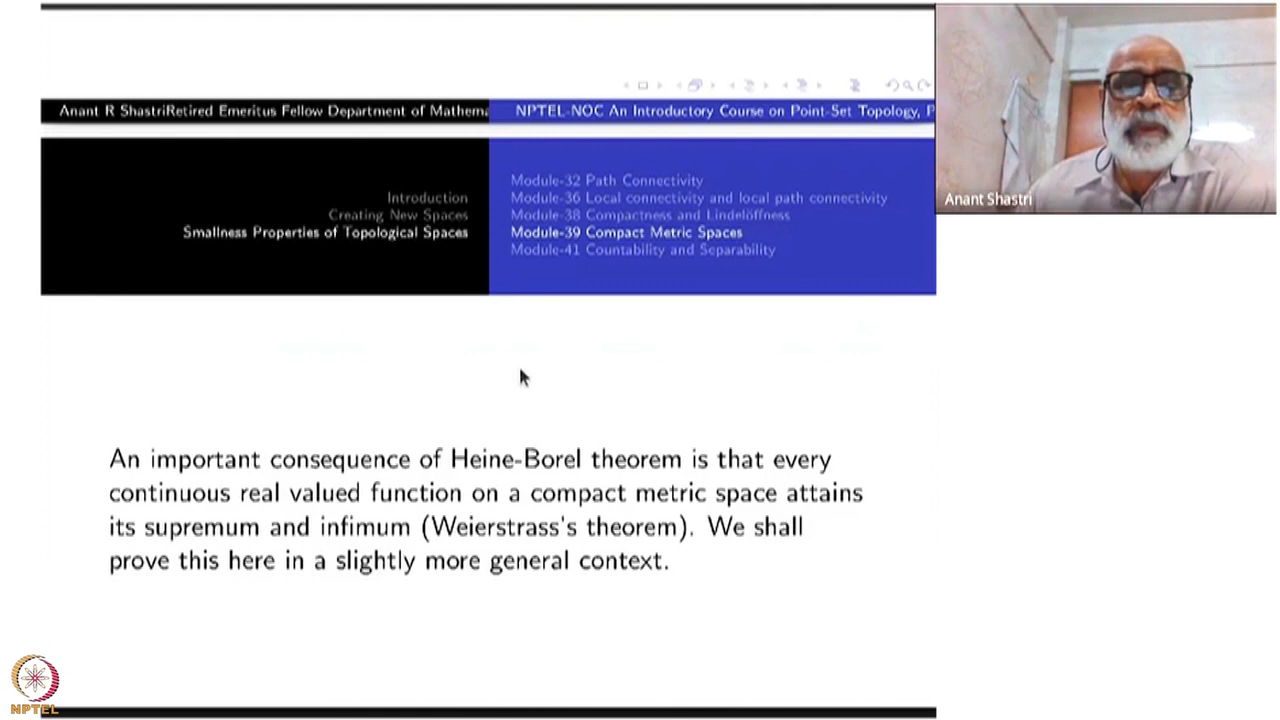 Anant R ShastriRetired Emeritus Fellow Department of Mathema
NPTEL-NOC An Introductory Course on Point-Set Topology, P
Introduction
Creating New Spaces
Smallness Properties of Topological Spaces
Module-32 Path Connectivity
Module-36 Local connectivity and local path connectivity
Module-38 Compactness and Lindelöffness
Module-39 Compact Metric Spaces
Module-41 Countability and Separability
Anant Shastri
An important consequence of Heine-Borel theorem is that every
continuous real valued function on a compact metric space attains
its supremum and infimum (Weierstrass's theorem). We shall
prove this here in a slightly more general context.
NPTEL